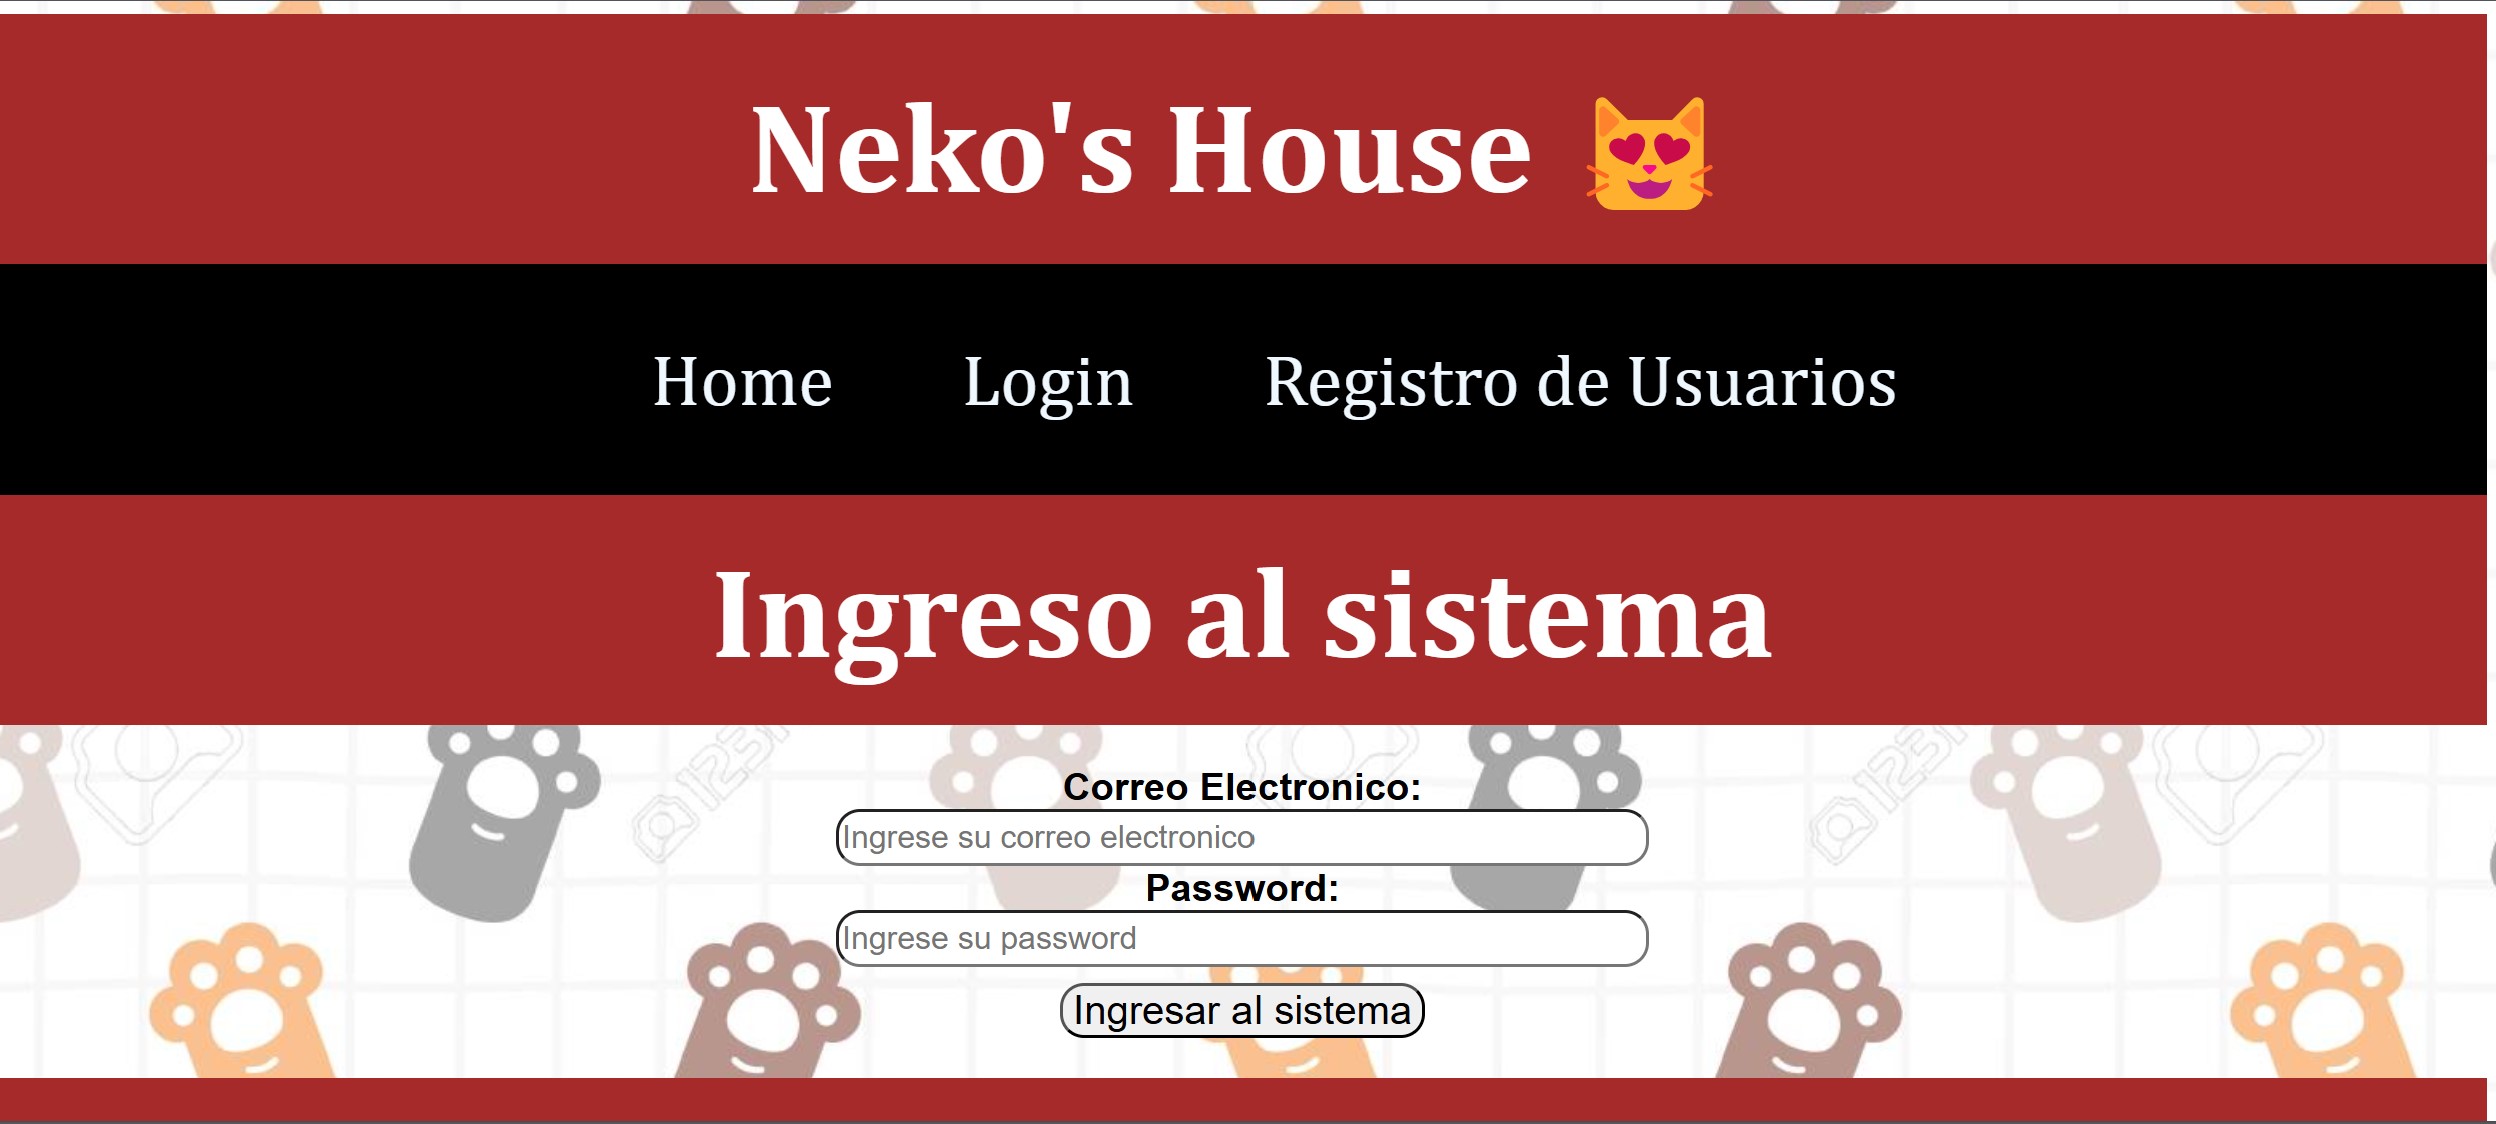 Neko's House 😻
Home Login Registro de Usuarios
Ingreso al sistema
Correo Electronico:
Ingrese su correo electronico
Password:
Ingrese su password
Ingresar al sistema